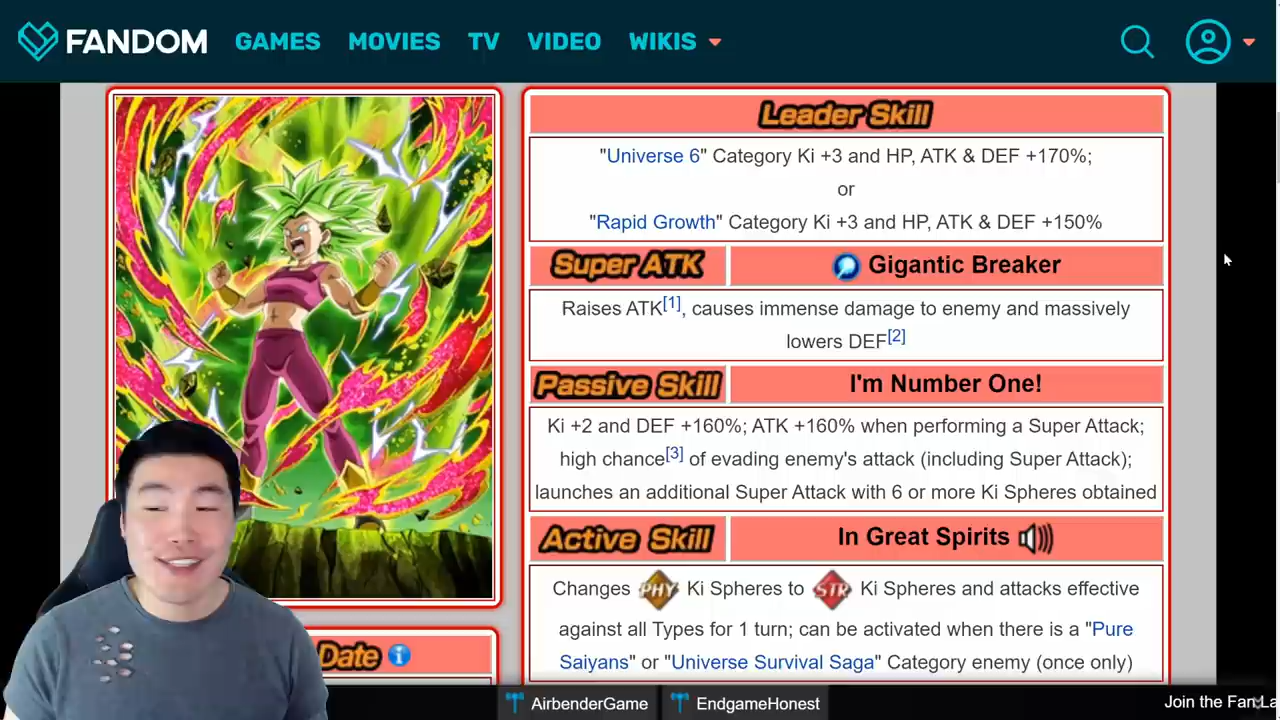 FANDOM GAMES MOVIES TV VIDEO WIKIS
Leader Skill
"Universe 6" Category Ki +3 and HP, ATK & DEF +170%;
or
"Rapid Growth" Category Ki +3 and HP, ATK & DEF +150%
Super ATK Gigantic Breaker
Raises ATK[1], causes immense damage to enemy and massively
lowers DEF[2]
Passive Skill I'm Number One!
Ki +2 and DEF +160%; ATK +160% when performing a Super Attack;
high chance[3] of evading enemy's attack (including Super Attack);
launches an additional Super Attack with 6 or more Ki Spheres obtained
Active Skill In Great Spirits
Changes PHY Ki Spheres to STR Ki Spheres and attacks effective
against all Types for 1 turn; can be activated when there is a "Pure
Saiyans" or "Universe Survival Saga" Category enemy (once only)
Date
AirbenderGame EndgameHonest
Join the Fan La